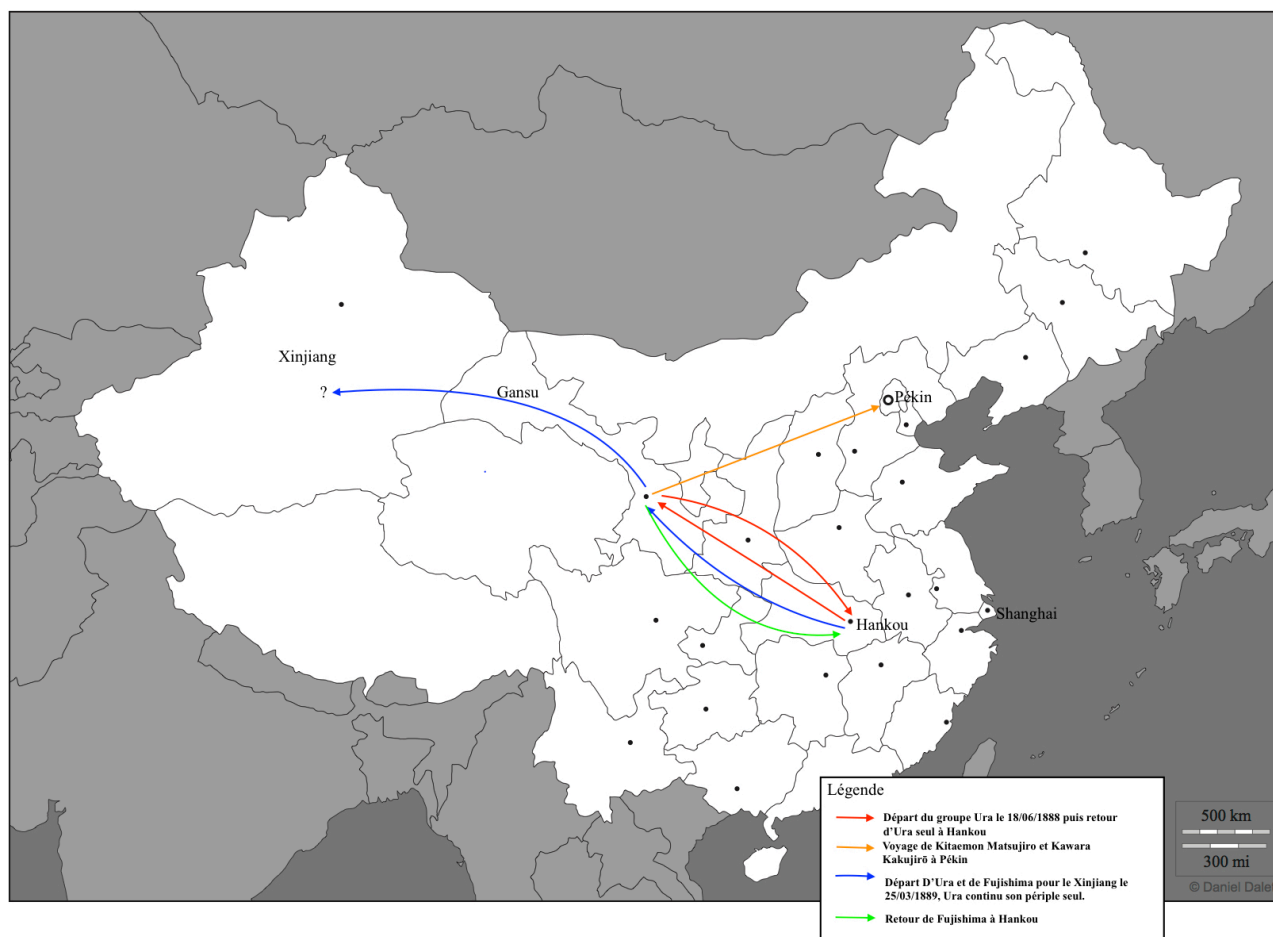 Xinjiang
?
Gansu
Pékin
Hankou
Shanghai
Légende
Départ du groupe Ura le 18/06/1888 puis retour
d'Ura seul à Hankou
Voyage de Kitaemon Matsujiro et Kawara
Kakujirō à Pékin
Départ D'Ura et de Fujishima pour le Xinjiang le
25/03/1889, Ura continu son périple seul.
Retour de Fujishima à Hankou
500 km
300 mi
© Daniel Dalet